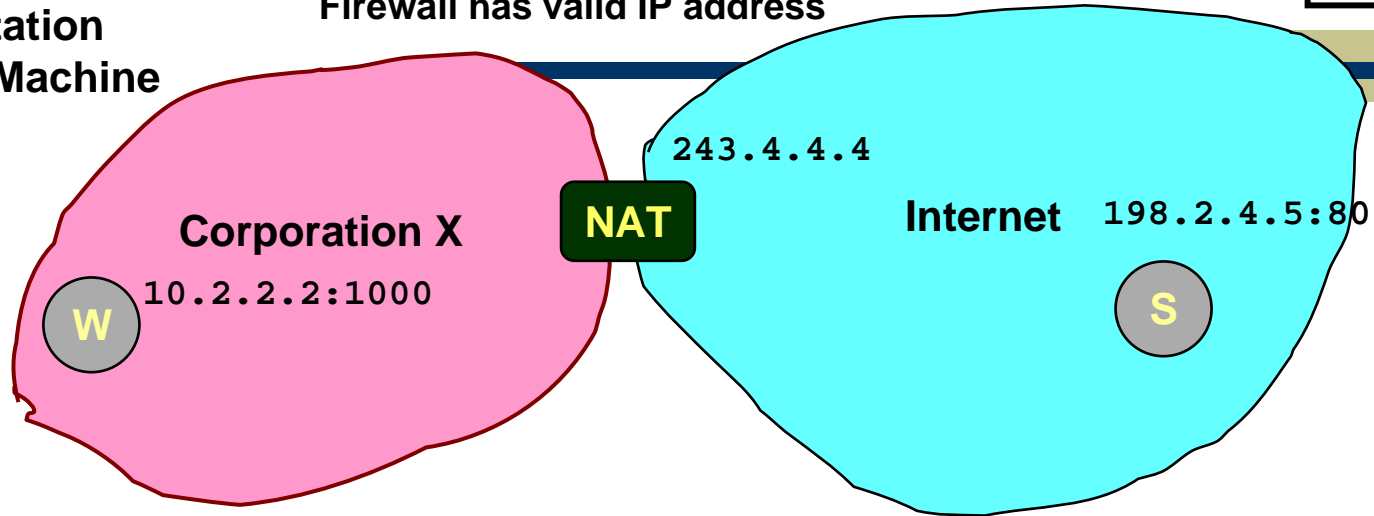 Firewall has valid IP address
Machine
243.4.4.4
NAT
Corporation X
Internet
198.2.4.5:80
10.2.2.2:1000
W
S